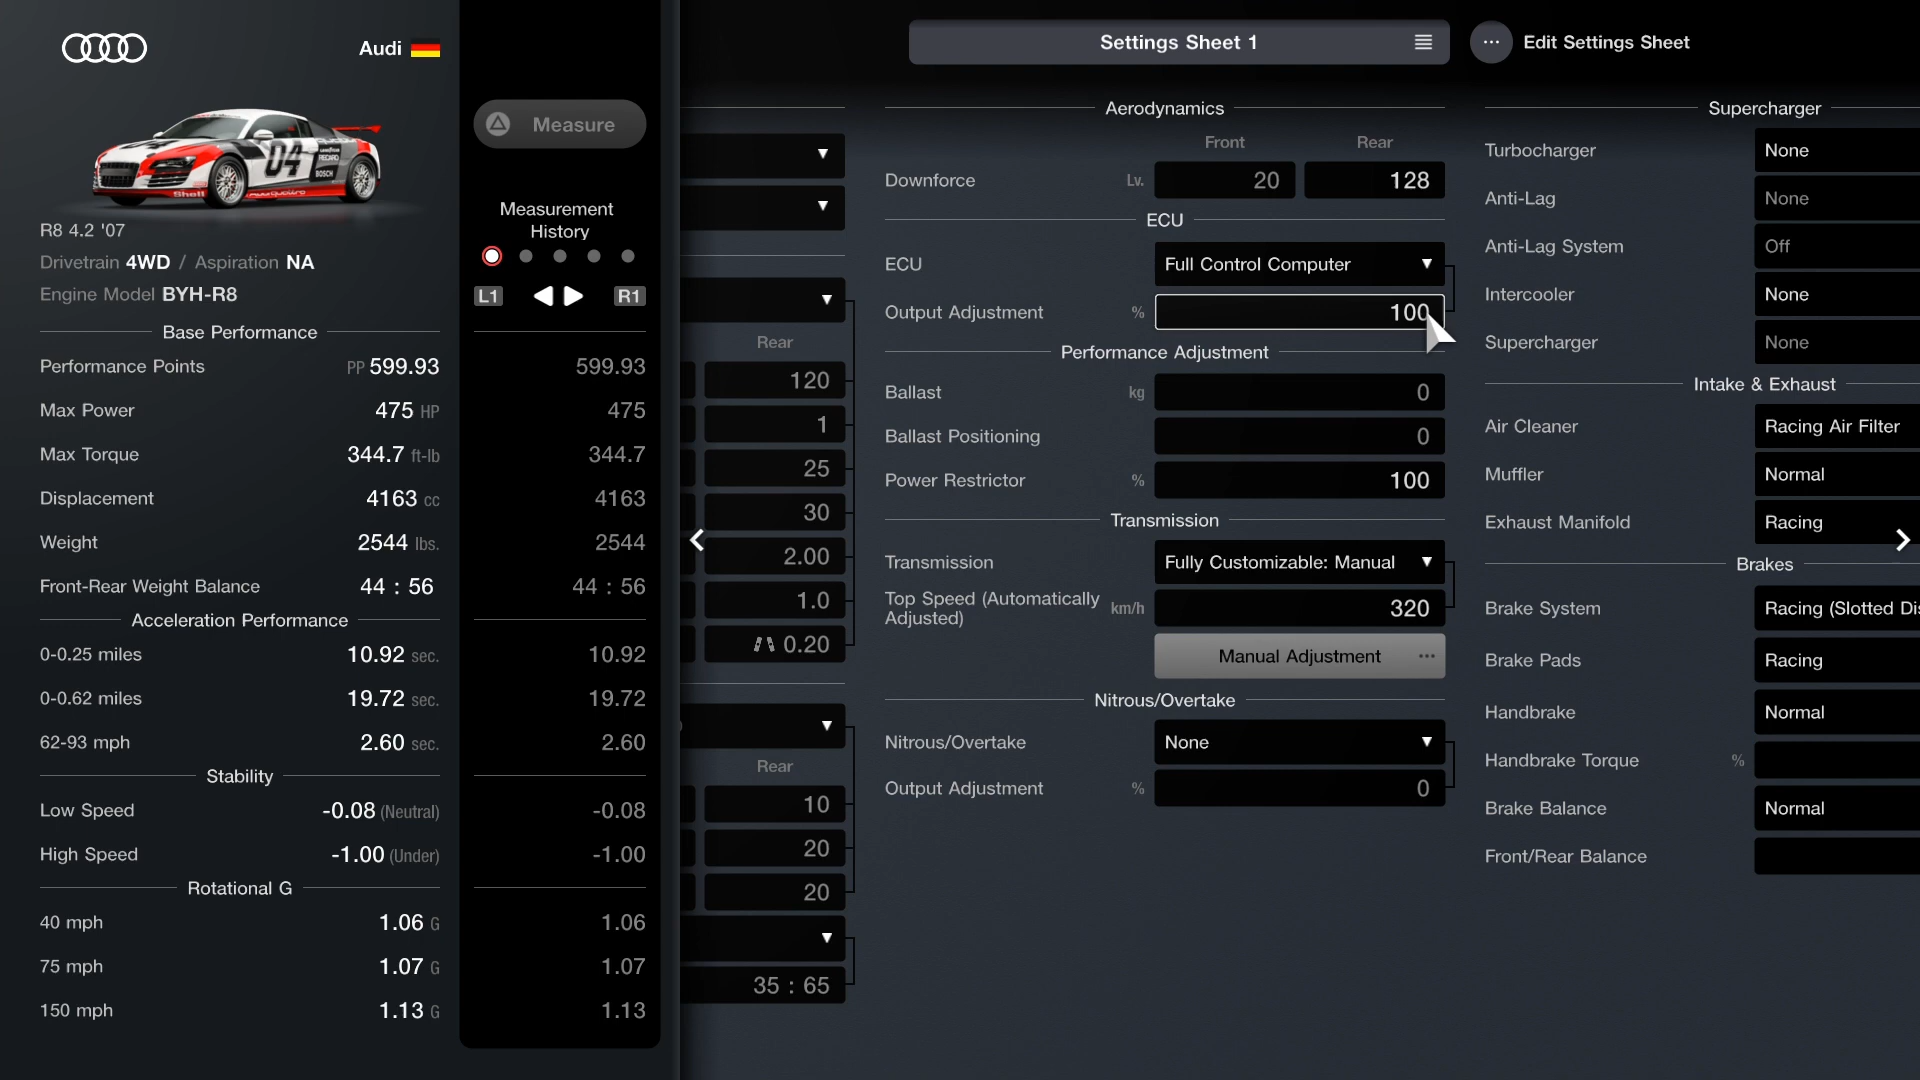 Audi
R8 4.2 '07
Drivetrain 4WD / Aspiration NA
Engine Model BYH-R8
Base Performance
Performance Points PP 599.93
Max Power 475 HP
Max Torque 344.7 ft-lb
Displacement 4163 cc
Weight 2544 lbs.
Front-Rear Weight Balance 44 : 56
Acceleration Performance
0-0.25 miles 10.92 sec.
0-0.62 miles 19.72 sec.
62-93 mph 2.60 sec.
Stability
Low Speed -0.08 (Neutral)
High Speed -1.00 (Under)
Rotational G
40 mph 1.06 G
75 mph 1.07 G
150 mph 1.13 G
04
Shell
RECARO
BOSCH
Measure
Measurement
History
L1 R1
599.93
475
344.7
4163
2544
44 : 56
10.92
19.72
2.60
-0.08
-1.00
1.06
1.07
1.13
Rear
120
1
25
30
2.00
1.0
0.20
Rear
10
20
20
35 : 65
Settings Sheet 1
Edit Settings Sheet
Aerodynamics
Front Rear
Downforce Lv. 20 128
ECU
ECU Full Control Computer
Output Adjustment % 100
Performance Adjustment
Ballast kg 0
Ballast Positioning 0
Power Restrictor % 100
Transmission
Transmission Fully Customizable: Manual
Top Speed (Automatically
Adjusted) km/h 320
Manual Adjustment
Nitrous/Overtake
Nitrous/Overtake None
Output Adjustment % 0
Supercharger
Turbocharger None
Anti-Lag None
Anti-Lag System Off
Intercooler None
Supercharger None
Intake & Exhaust
Air Cleaner Racing Air Filter
Muffler Normal
Exhaust Manifold Racing
Brakes
Brake System Racing (Slotted Dis
Brake Pads Racing
Handbrake Normal
Handbrake Torque %
Brake Balance Normal
Front/Rear Balance